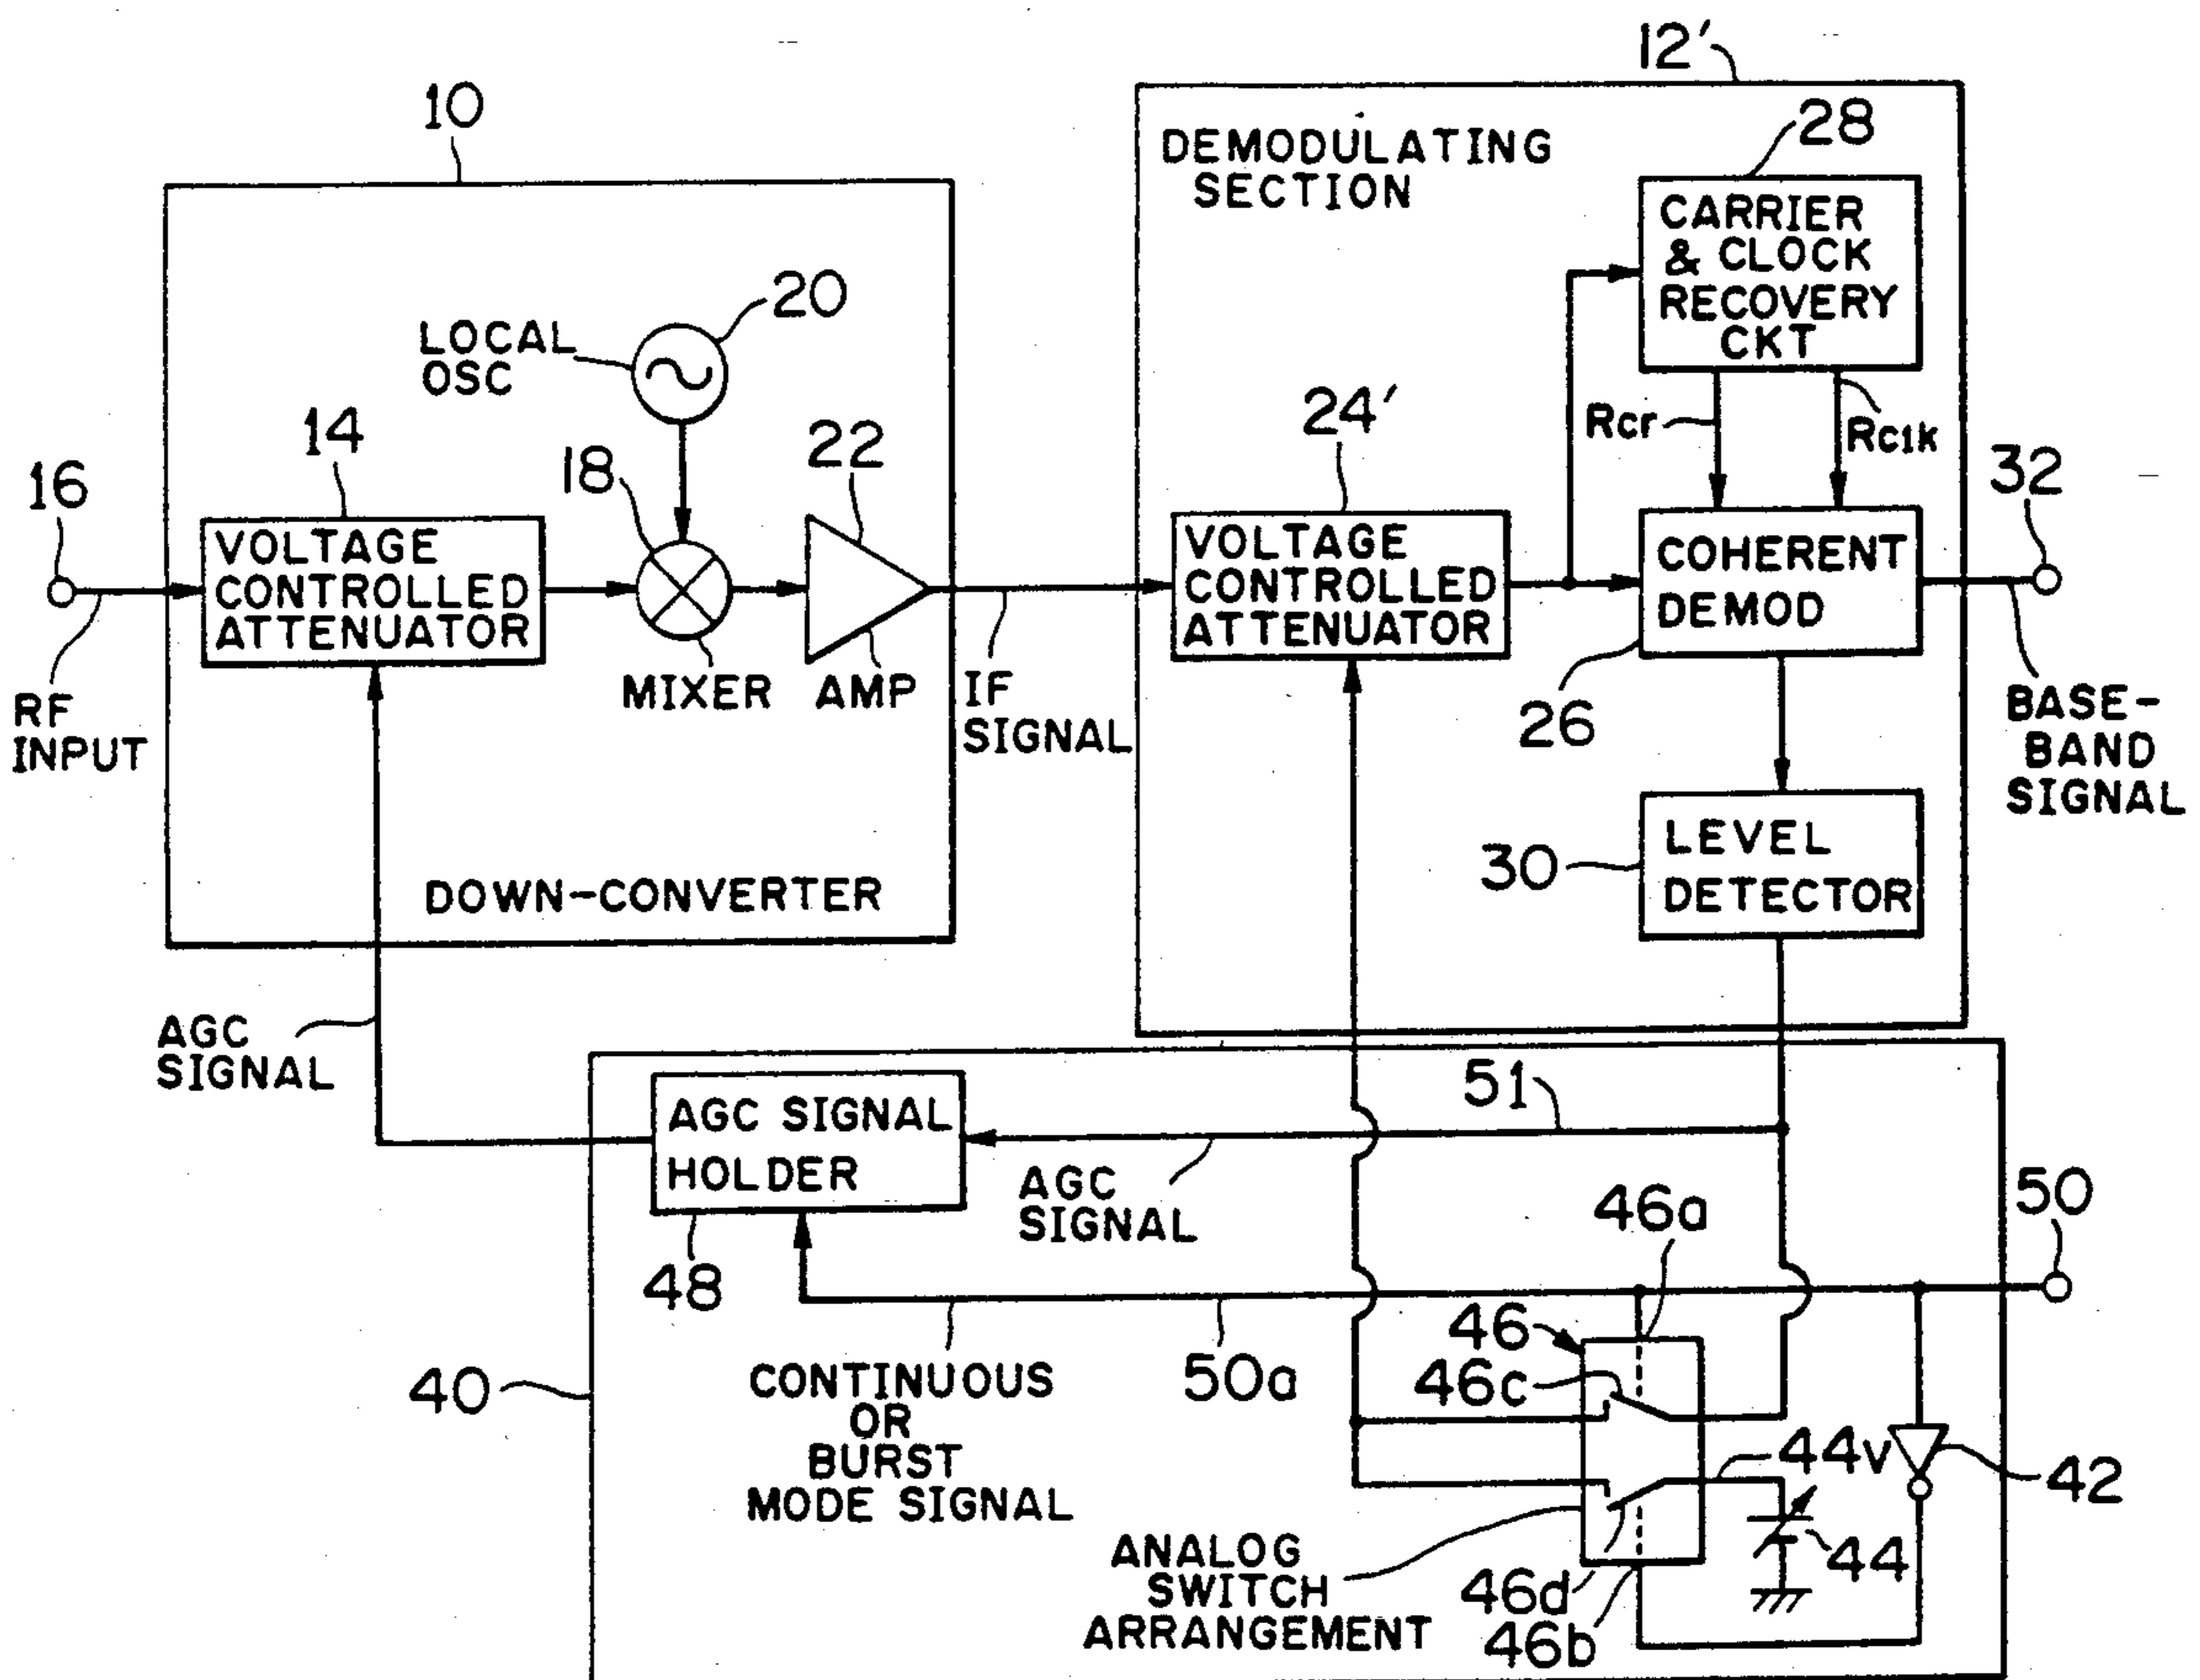 12'
10
DEMODULATING
SECTION
28
CARRIER
& CLOCK
RECOVERY
CKT
20
LOCAL
OSC
24'
Rcr
Rclk
14
18
22
32
16
VOLTAGE
CONTROLLED
ATTENUATOR
VOLTAGE
CONTROLLED
ATTENUATOR
COHERENT
DEMOD
MIXER
AMP
IF
SIGNAL
26
RF
INPUT
BASE-
BAND
SIGNAL
LEVEL
DETECTOR
30
DOWN-CONVERTER
AGC
SIGNAL
51
AGC SIGNAL
HOLDER
AGC
SIGNAL
46a
50
48
46
46c
50a
40
CONTINUOUS
OR
BURST
MODE SIGNAL
44v
42
ANALOG
SWITCH
ARRANGEMENT
46d
44
46b